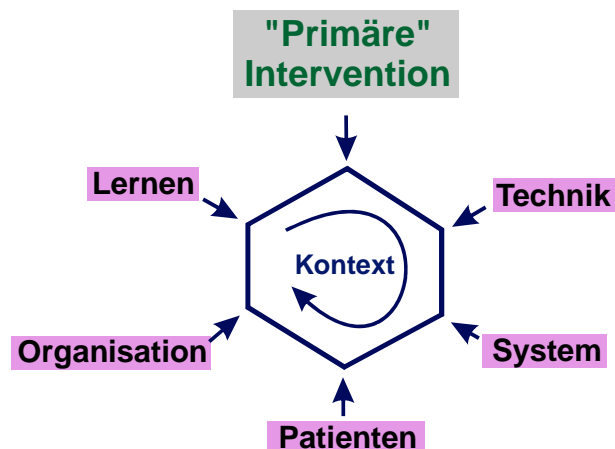 "Primäre"
Intervention
Lernen
Technik
Kontext
Organisation
System
Patienten